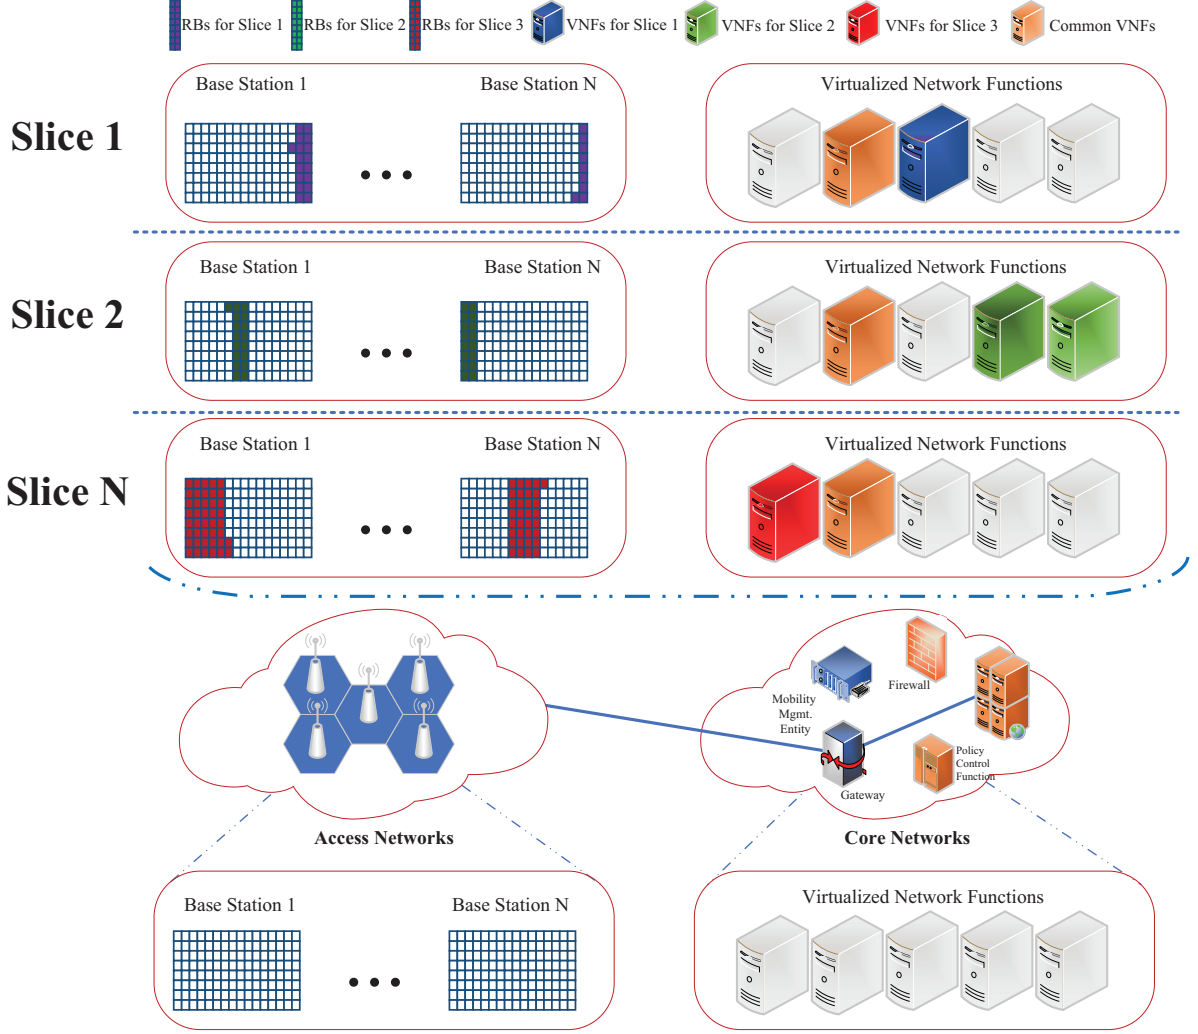 RBs for Slice 1 RBs for Slice 2 RBs for Slice 3 VNFs for Slice 1 VNFs for Slice 2 VNFs for Slice 3 Common VNFs
Slice 1
Base Station 1 Base Station N
Virtualized Network Functions
Slice 2
Base Station 1 Base Station N
Virtualized Network Functions
Slice N
Base Station 1 Base Station N
Virtualized Network Functions
Mobility
Mgmt.
Entity
Firewall
Policy
Control
Function
Gateway
Access Networks
Core Networks
Base Station 1 Base Station N
Virtualized Network Functions